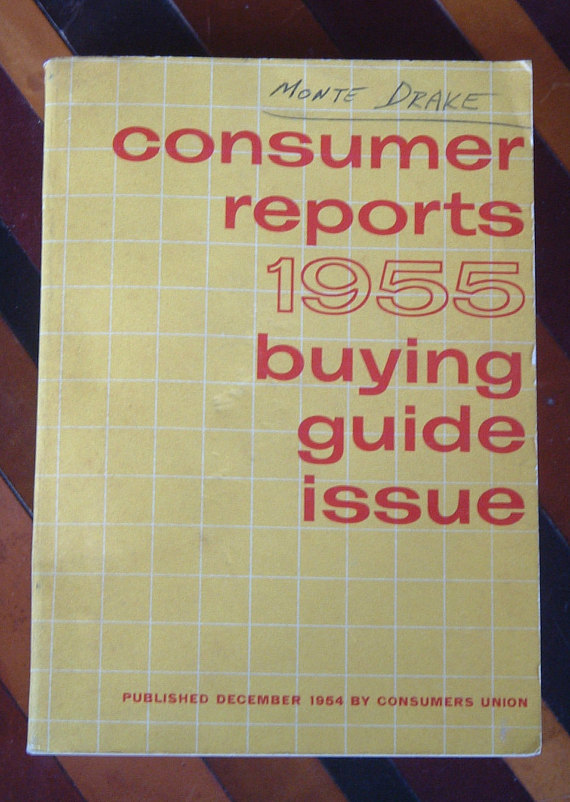 Monte Drake
consumer
reports
1955
buying
guide
issue
PUBLISHED DECEMBER 1954 BY CONSUMERS UNION